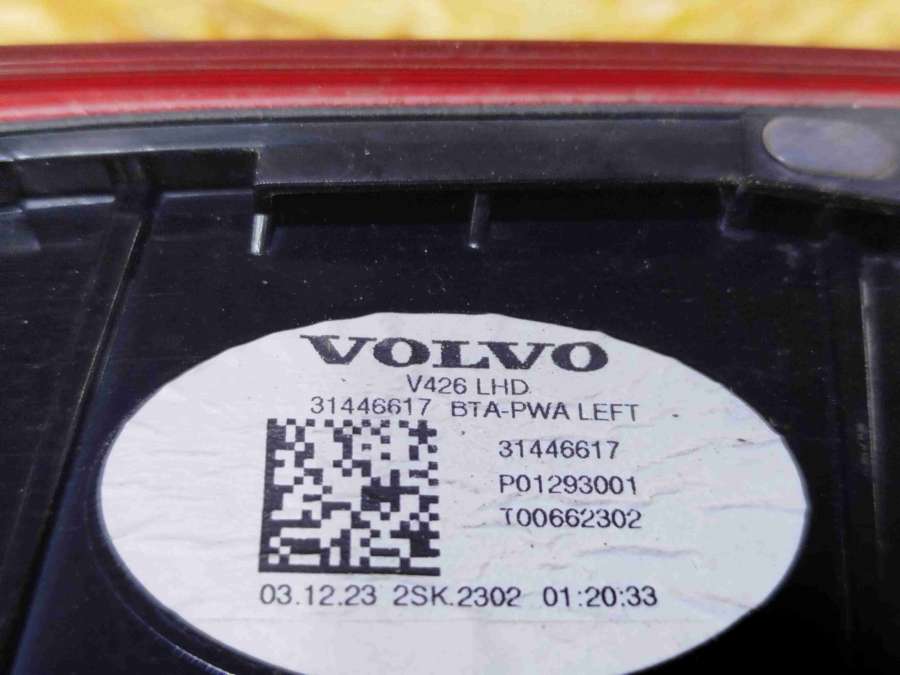 VOLVO
V426 LHD
31446617 BTA-PWA LEFT
31446617
P01293001
T00662302
03.12.23 2SK.2302 01:20:33